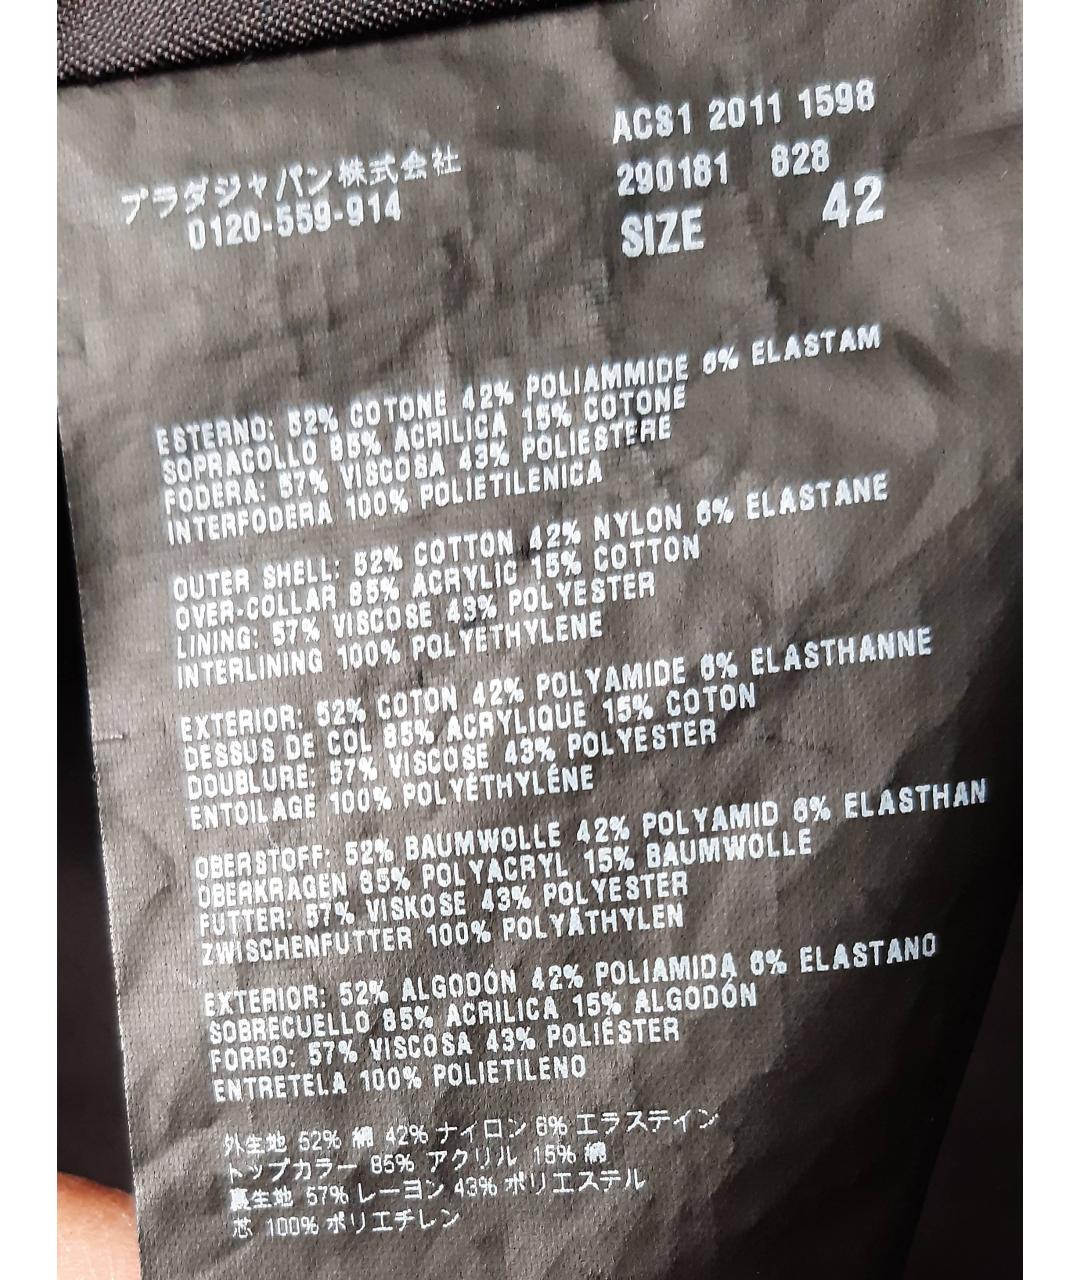 プラダジャパン株式会社
0120-559-914
AC81 2011 1598
290181 828
SIZE 42
ESTERNO: 52% COTONE 42% POLIAMMIDE 6% ELASTAM
SOPRACOLLO 85% ACRILICA 15% COTONE
FODERA: 57% VISCOSA 43% POLIESTERE
INTERFODERA 100% POLIETILENICA
OUTER SHELL: 52% COTTON 42% NYLON 6% ELASTANE
OVER-COLLAR 85% ACRYLIC 15% COTTON
LINING: 57% VISCOSE 43% POLYESTER
INTERLINING 100% POLYETHYLENE
EXTERIOR: 52% COTON 42% POLYAMIDE 6% ELASTHANNE
DESSUS DE COL 85% ACRYLIQUE 15% COTON
DOUBLURE: 57% VISCOSE 43% POLYESTER
ENTOILAGE 100% POLYÉTHYLÉNE
OBERSTOFF: 52% BAUMWOLLE 42% POLYAMID 6% ELASTHAN
OBERKRAGEN 85% POLYACRYL 15% BAUMWOLLE
FUTTER: 57% VISKOSE 43% POLYESTER
ZWISCHENFUTTER 100% POLYÄTHYLEN
EXTERIOR: 52% ALGODÓN 42% POLIAMIDA 6% ELASTANO
SOBRECUELLO 85% ACRILICA 15% ALGODÓN
FORRO: 57% VISCOSA 43% POLIÉSTER
ENTRETELA 100% POLIETILENO
外生地 52% 綿 42% ナイロン 6% エラステイン
トップカラー 85% アクリル 15% 綿
裏生地 57% レーヨン 43% ポリエステル
芯 100% ポリエチレン